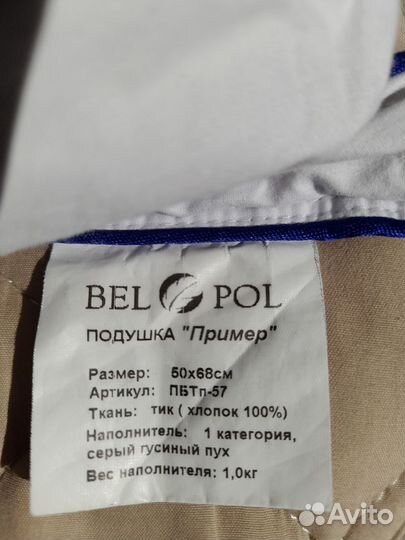 BEL POL
ПОДУШКА "Пример"
Размер: 50х68см
Артикул: ПБТп-57
Ткань: тик ( хлопок 100%)
Наполнитель: 1 категория,
серый гусиный пух
Вес наполнителя: 1,0кг
Avito